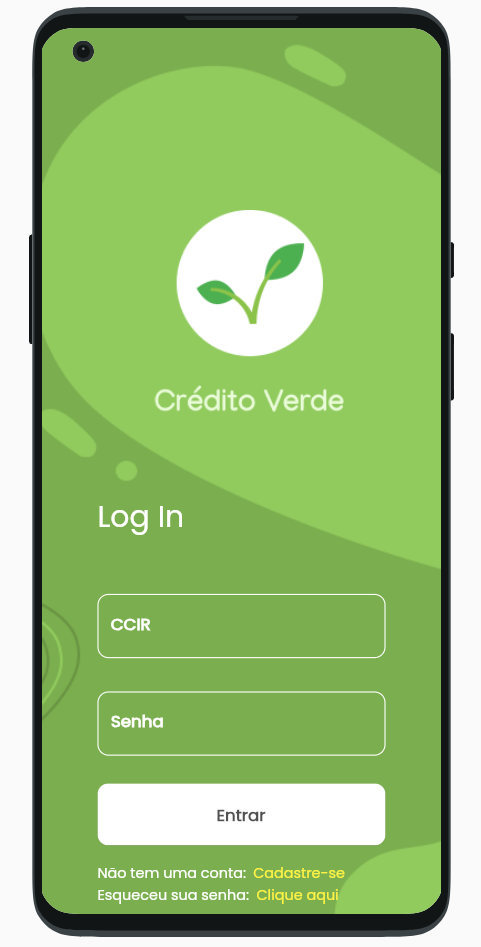 Crédito Verde
Log In
CCIR
Senha
Entrar
Não tem uma conta: Cadastre-se
Esqueceu sua senha: Clique aqui